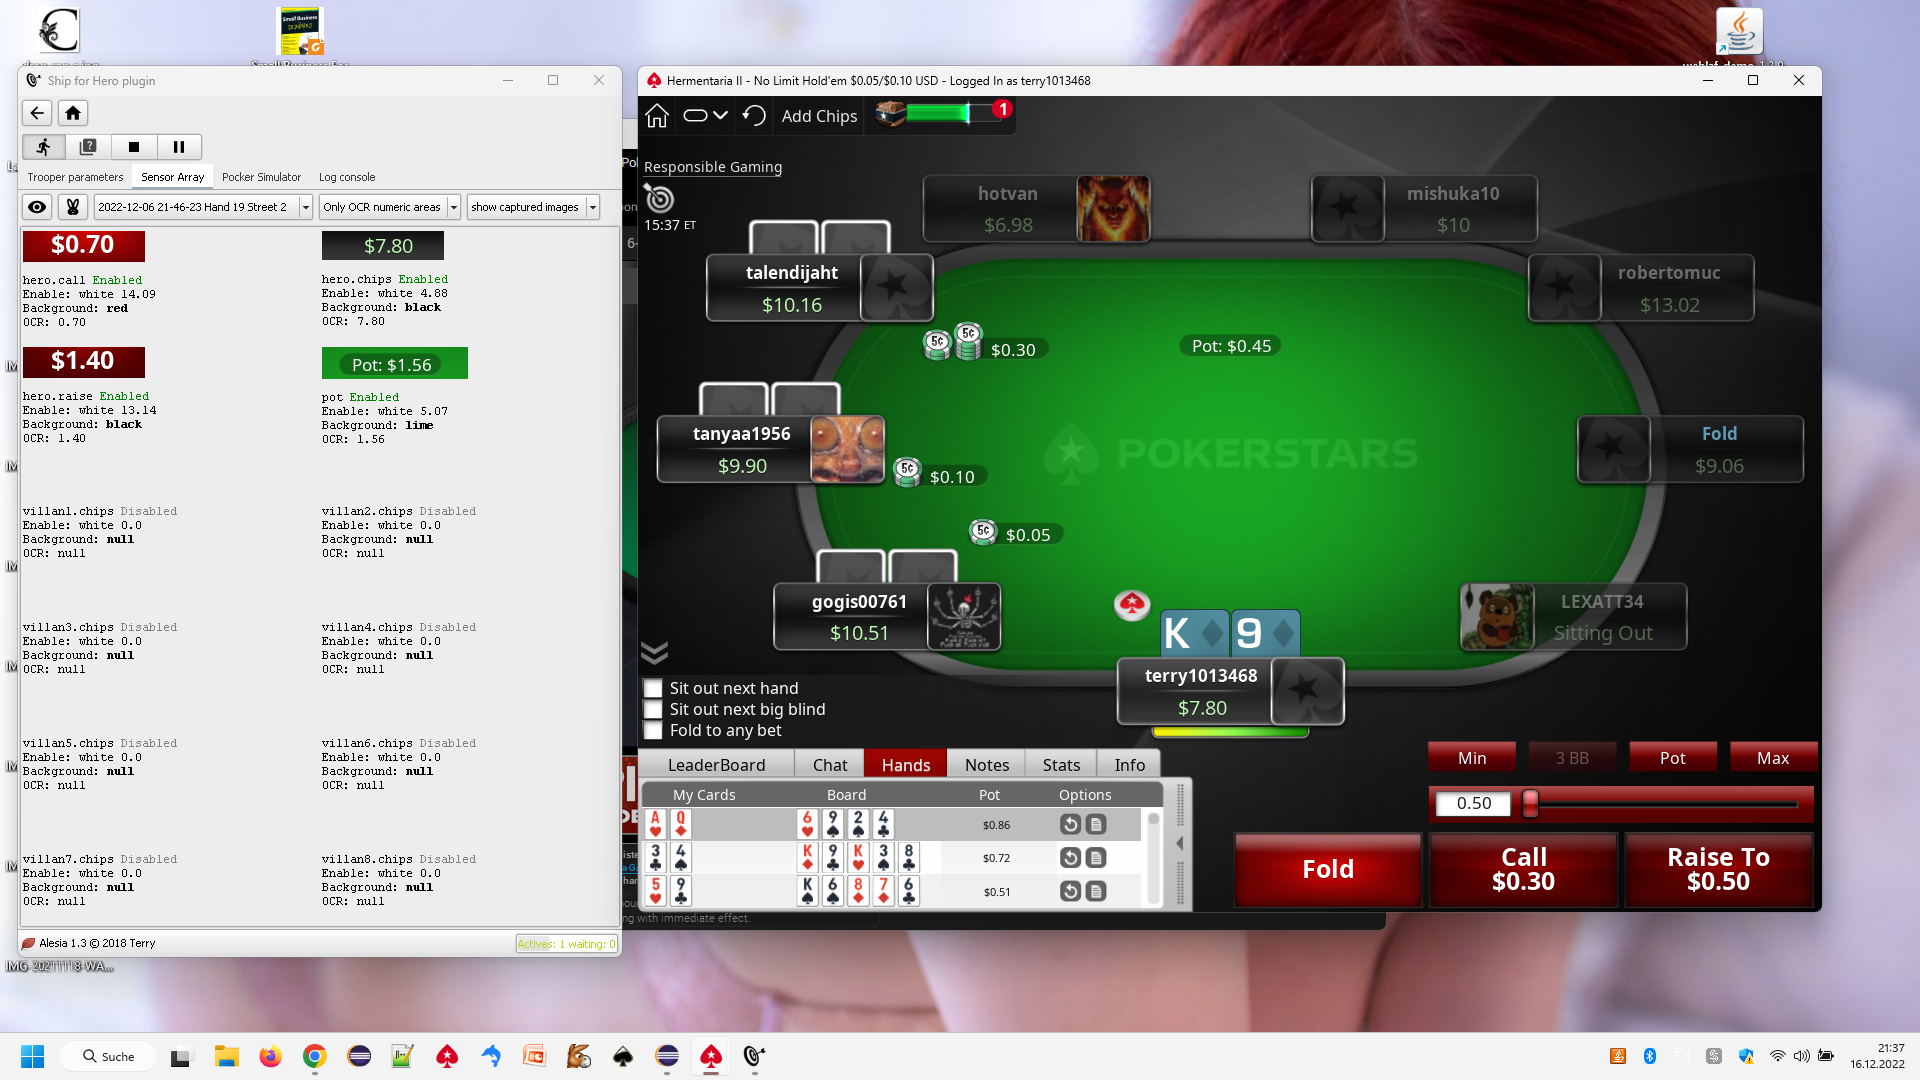 Ship for Hero plugin
Trooper parameters
Sensor Array
Pocker Simulator
Log console
2022-12-06 21-46-23 Hand 19 Street 2
Only OCR numeric areas
show captured images
$0.70
hero.call Enabled
Enable: white 14.09
Background: red
OCR: 0.70
$7.80
hero.chips Enabled
Enable: white 4.88
Background: black
OCR: 7.80
$1.40
hero.raise Enabled
Enable: white 13.14
Background: black
OCR: 1.40
Pot: $1.56
pot Enabled
Enable: white 5.07
Background: lime
OCR: 1.56
villan1.chips Disabled
Enable: white 0.0
Background: null
OCR: null
villan2.chips Disabled
Enable: white 0.0
Background: null
OCR: null
villan3.chips Disabled
Enable: white 0.0
Background: null
OCR: null
villan4.chips Disabled
Enable: white 0.0
Background: null
OCR: null
villan5.chips Disabled
Enable: white 0.0
Background: null
OCR: null
villan6.chips Disabled
Enable: white 0.0
Background: null
OCR: null
villan7.chips Disabled
Enable: white 0.0
Background: null
OCR: null
villan8.chips Disabled
Enable: white 0.0
Background: null
OCR: null
Alesia 1.3 © 2018 Terry
Actives: 1 waiting: 0
Hermentaria II - No Limit Hold'em $0.05/$0.10 USD - Logged In as terry1013468
Add Chips
1
Responsible Gaming
15:37 ET
hotvan
$6.98
mishuka10
$10
talendijaht
$10.16
robertomuc
$13.02
5¢
5¢
$0.30
Pot: $0.45
tanyaa1956
$9.90
5¢
$0.10
POKERSTARS
Fold
$9.06
5¢
$0.05
gogis00761
$10.51
K
9
LEXATT34
Sitting Out
terry1013468
$7.80
Sit out next hand
Sit out next big blind
Fold to any bet
LeaderBoard
Chat
Hands
Notes
Stats
Info
My Cards
Board
Pot
Options
A Q
6 9 2 4
$0.86
3 4
K 9 K 3 8
$0.72
5 9
K 6 8 7 6
$0.51
with immediate effect.
Min
3 BB
Pot
Max
0.50
Fold
Call
$0.30
Raise To
$0.50
Small Business
DUMMIES
IMG-20211118-WA...
Suche
21:37
16.12.2022